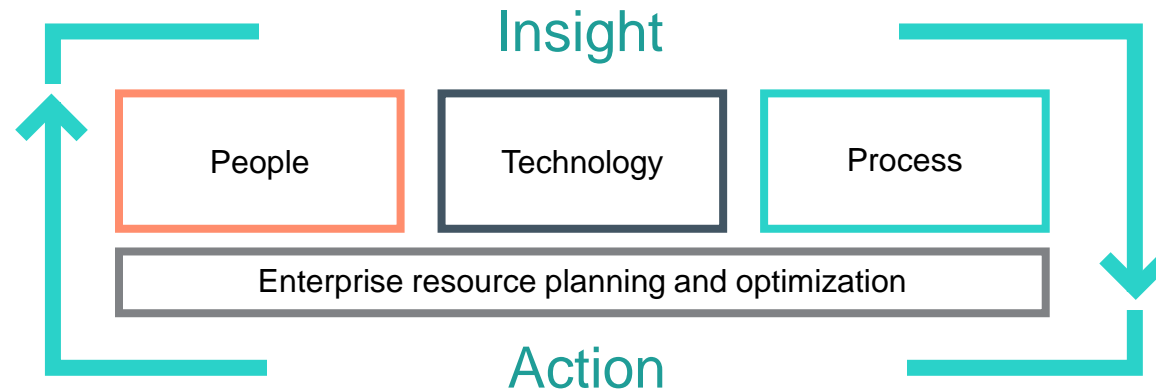 Insight
People
Technology
Process
Enterprise resource planning and optimization
Action